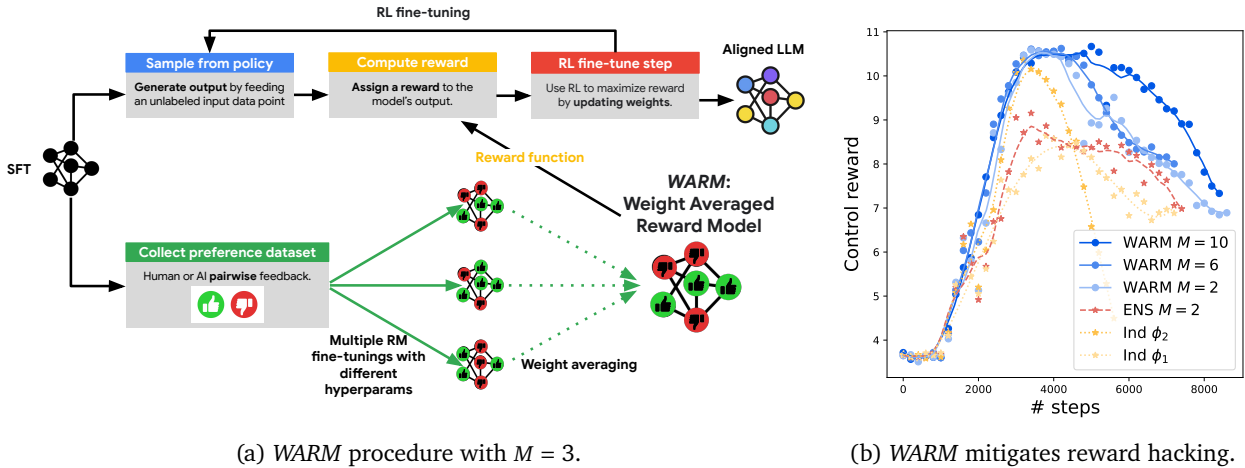 RL fine-tuning
Sample from policy
Generate output by feeding
an unlabeled input data point
Compute reward
Assign a reward to the
model's output.
RL fine-tune step
Use RL to maximize reward
by updating weights.
Aligned LLM
SFT
Reward function
WARM:
Weight Averaged
Reward Model
Collect preference dataset
Human or AI pairwise feedback.
Multiple RM
fine-tunings with
different
hyperparams
Weight averaging
(a) WARM procedure with M = 3.
Control reward
11
10
9
8
7
6
5
4
0
2000
4000
6000
8000
# steps
WARM M = 10
WARM M = 6
WARM M = 2
ENS M = 2
Ind ϕ₂
Ind ϕ₁
(b) WARM mitigates reward hacking.